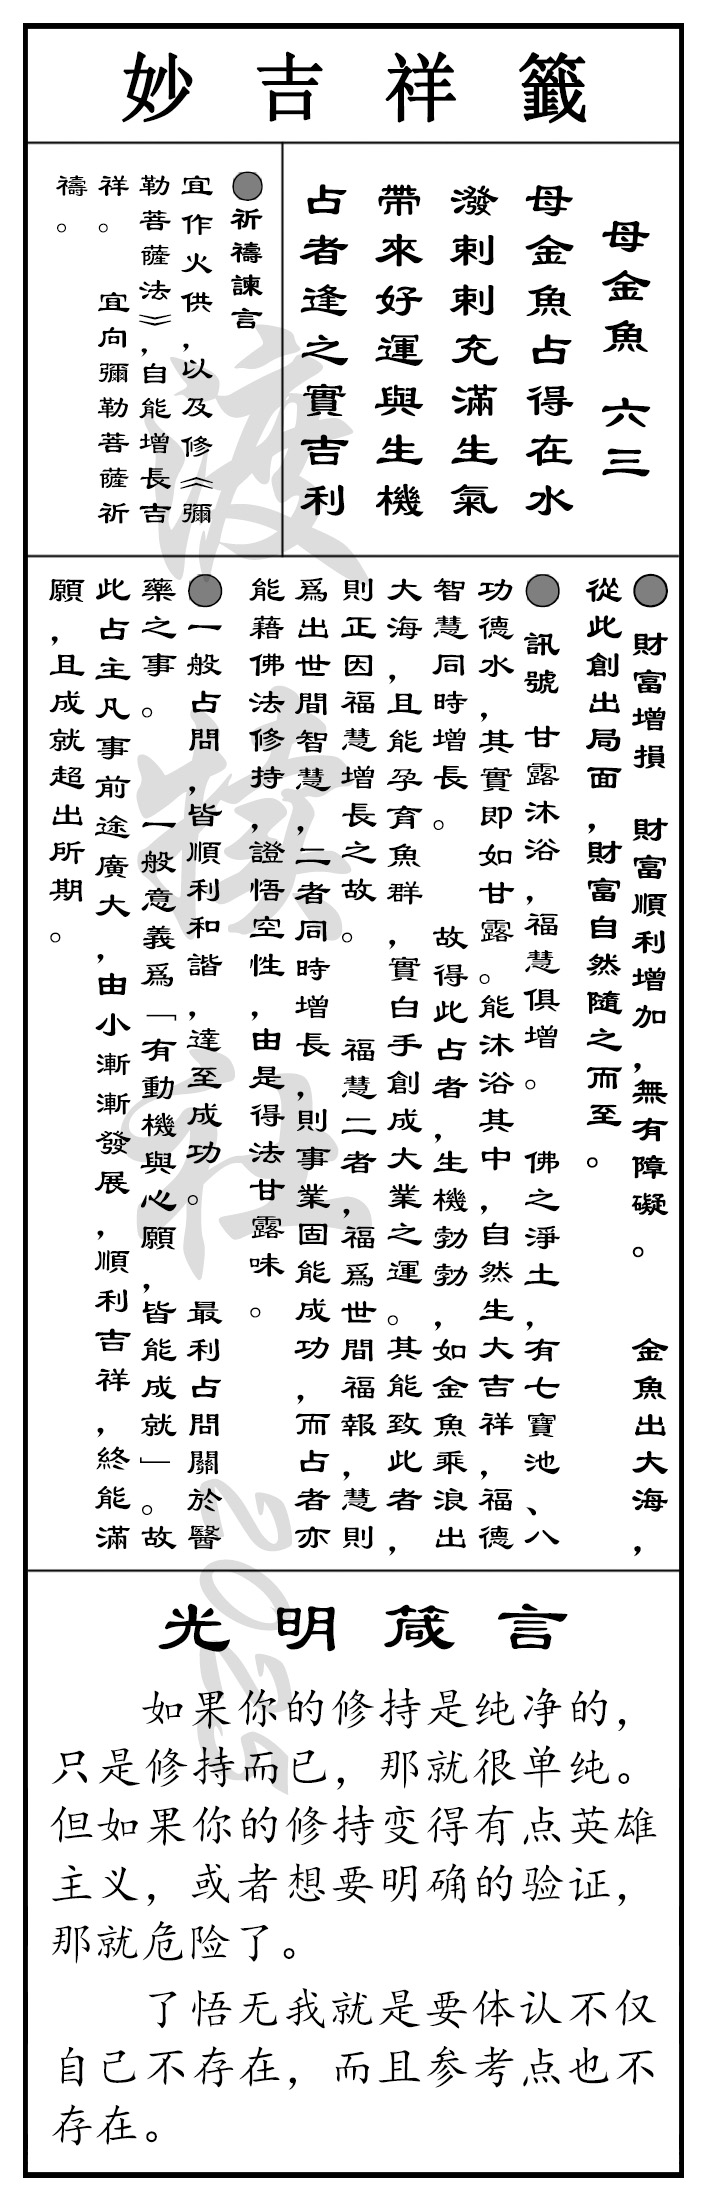 妙吉祥籤
母金魚 六三
母金魚占得在水
潑剌剌充滿生氣
帶來好運與生機
占者逢之實吉利
●祈禱諫言
宜作火供,以及修《彌
勒菩薩法》,自能增長吉
祥。 宜向彌勒菩薩祈
禱。
● 財富增損 財富順利增加,無有障礙。 金魚出大海,
從此創出局面,財富自然隨之而至。
● 訊號 甘露沐浴,福慧俱增。 佛之淨土,有七寶池、八
功德水,其實即如甘露。能沐浴其中,自然生大吉祥,福德
智慧同時增長。 故得此占者,生機勃勃,如金魚乘浪出
大海,且能孕育魚群,實白手創成大業之運。其能致此者,
則正因福慧增長之故。 福慧二者,福爲世間福報,慧則
爲出世間智慧,二者同時增長,則事業固能成功,而占者亦
能藉佛法修持,證悟空性,由是得法甘露味。
●一般占問,皆順利和諧,達至成功。 最利占問關於醫
藥之事。 一般意義爲「有動機與心願,皆能成就」。故
此占主凡事前途廣大,由小漸漸發展,順利吉祥,終能滿
願,且成就超出所期。
光明箴言
如果你的修持是纯净的，
只是修持而已，那就很单纯。
但如果你的修持变得有点英雄
主义，或者想要明确的验证，
那就危险了。
了悟无我就是要体认不仅
自己不存在，而且参考点也不
存在。